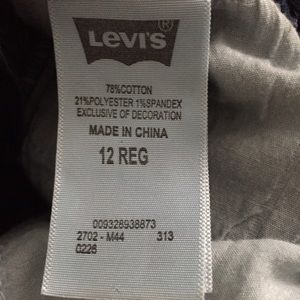 LEVI'S®
78%COTTON
21%POLYESTER 1%SPANDEX
EXCLUSIVE OF DECORATION
MADE IN CHINA
12 REG
009328938873
2702 - M44 313
0226